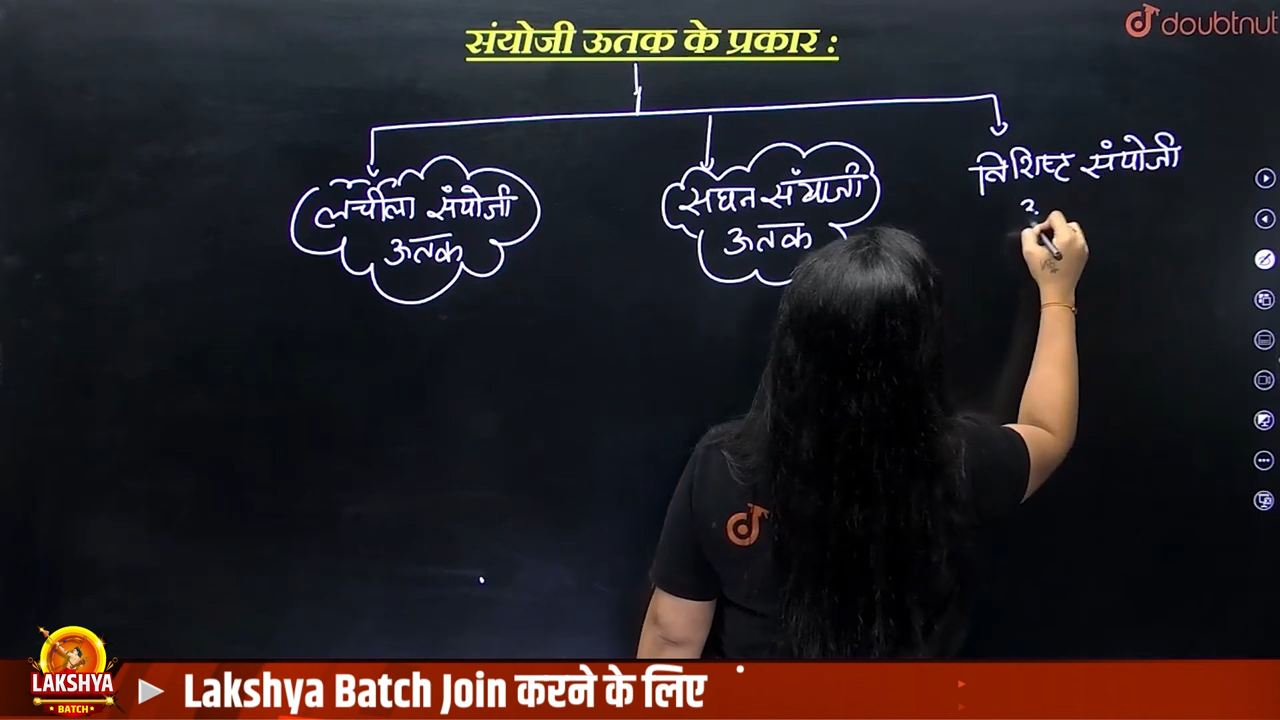 doubtnut
संयोजी ऊतक के प्रकार :
लचीला संयोजी
ऊतक
सघन संयोजी
ऊतक
विशिष्ट संयोजी
LAKSHYA
BATCH
Lakshya Batch Join करने के लिए